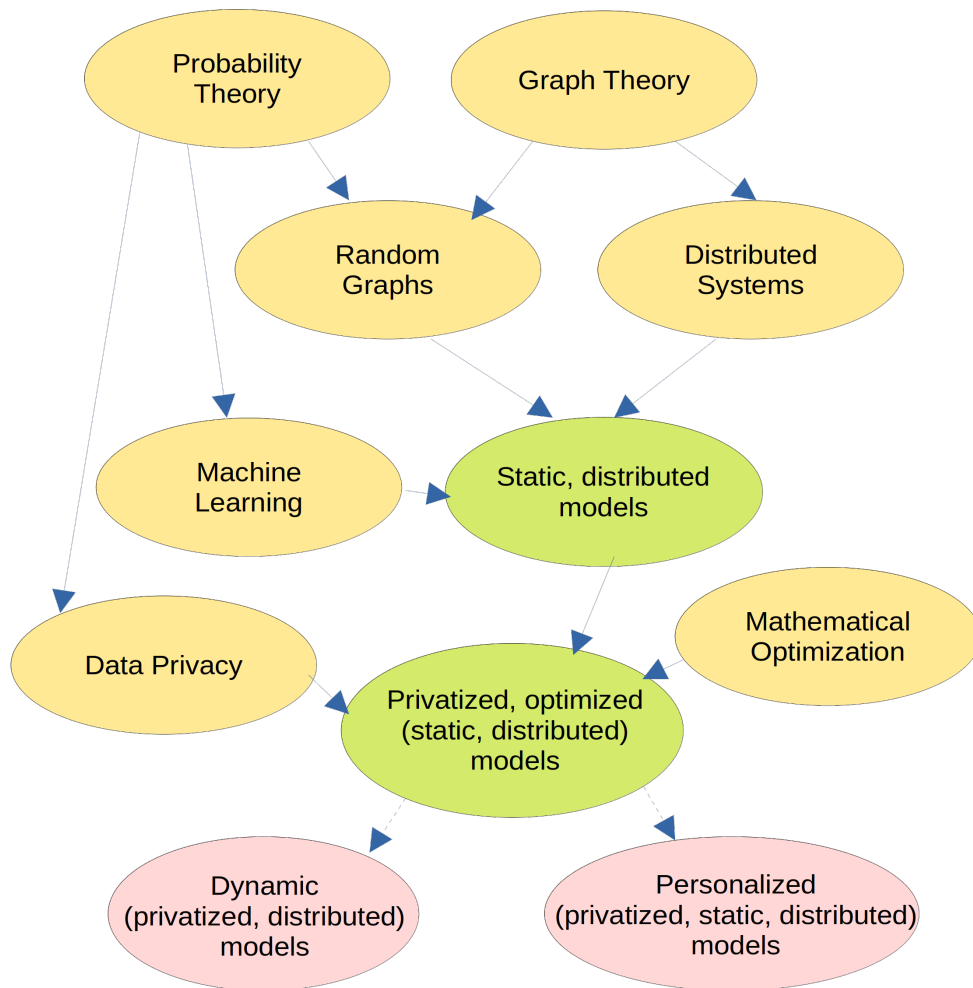 Probability
Theory
Graph Theory
Random
Graphs
Distributed
Systems
Machine
Learning
Static, distributed
models
Mathematical
Optimization
Data Privacy
Privatized, optimized
(static, distributed)
models
Dynamic
(privatized, distributed)
models
Personalized
(privatized, static, distributed)
models